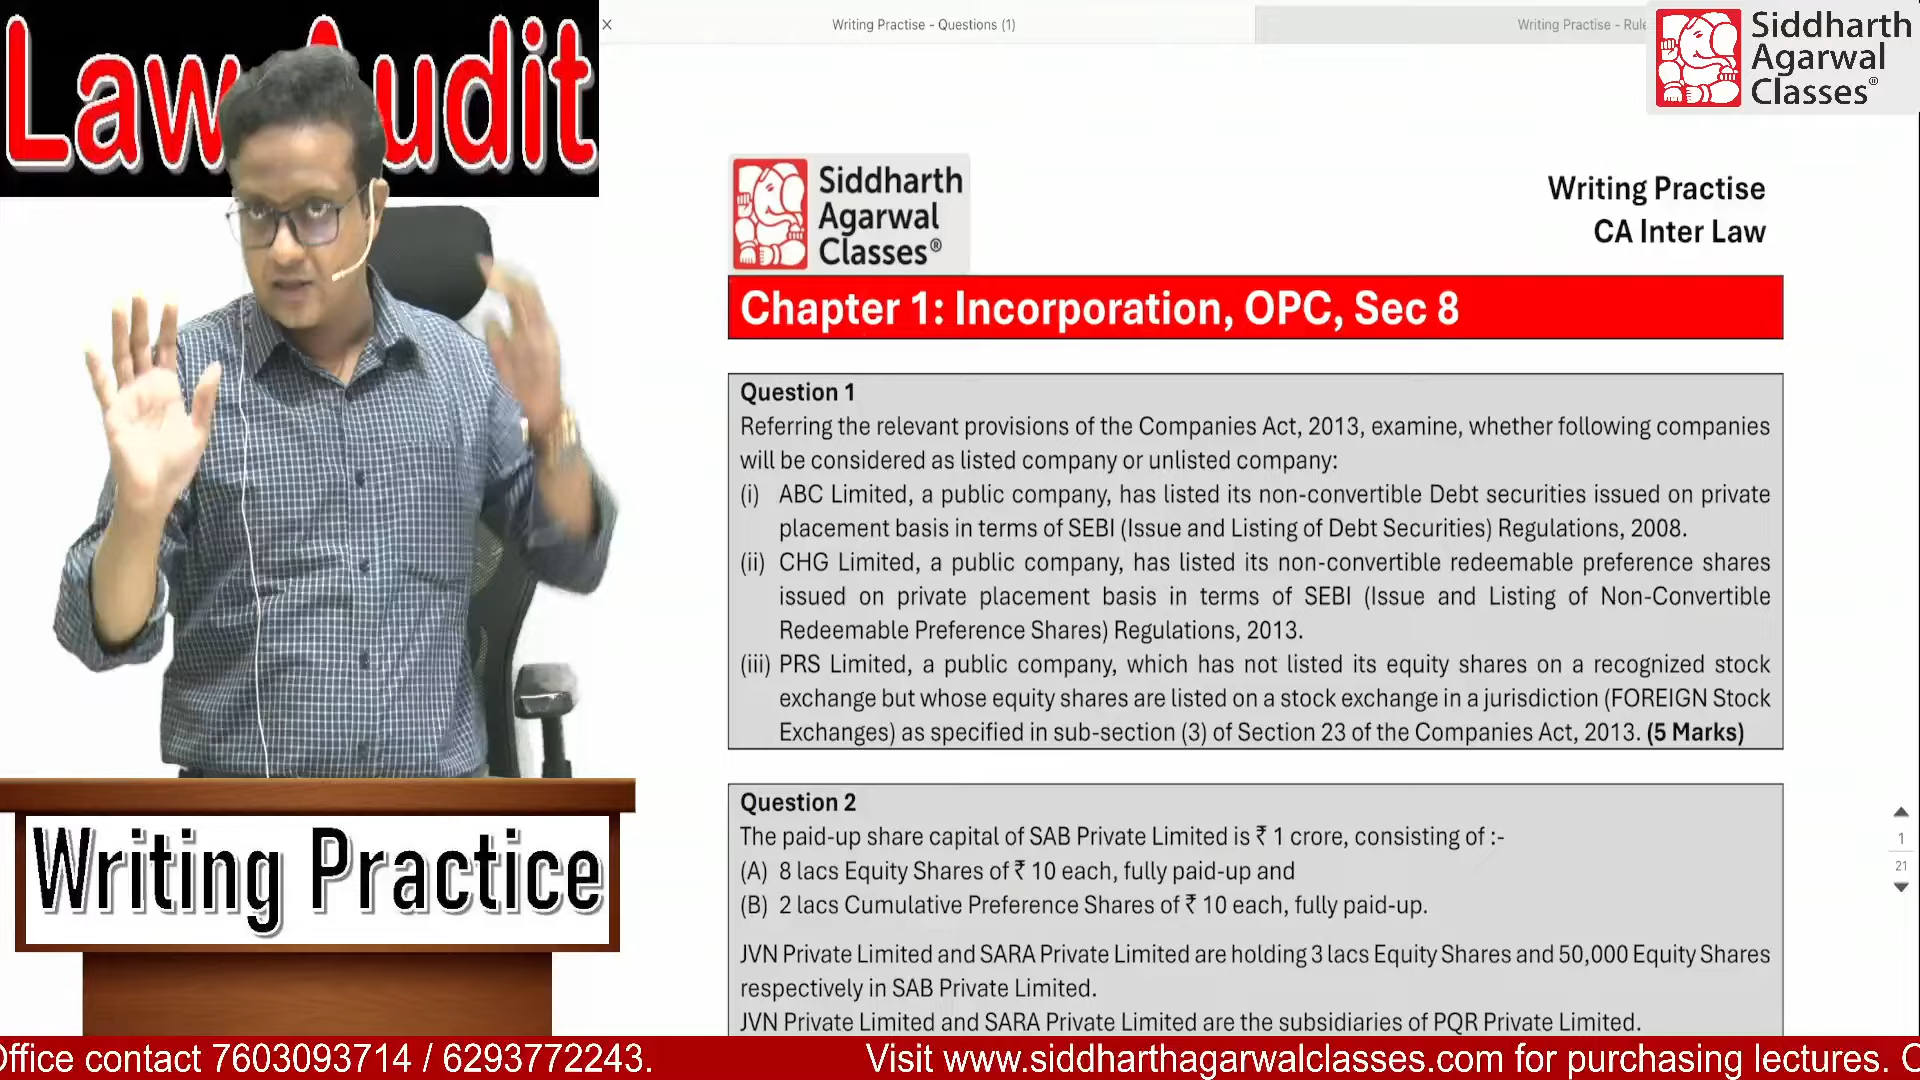 Law Audit
Writing Practise - Questions (1)
Writing Practise - Rule
Siddharth
Agarwal
Classes®
Siddharth
Agarwal
Classes®
Writing Practise
CA Inter Law
Chapter 1: Incorporation, OPC, Sec 8
Question 1
Referring the relevant provisions of the Companies Act, 2013, examine, whether following companies
will be considered as listed company or unlisted company:
(i) ABC Limited, a public company, has listed its non-convertible Debt securities issued on private
placement basis in terms of SEBI (Issue and Listing of Debt Securities) Regulations, 2008.
(ii) CHG Limited, a public company, has listed its non-convertible redeemable preference shares
issued on private placement basis in terms of SEBI (Issue and Listing of Non-Convertible
Redeemable Preference Shares) Regulations, 2013.
(iii) PRS Limited, a public company, which has not listed its equity shares on a recognized stock
exchange but whose equity shares are listed on a stock exchange in a jurisdiction (FOREIGN Stock
Exchanges) as specified in sub-section (3) of Section 23 of the Companies Act, 2013. (5 Marks)
Question 2
The paid-up share capital of SAB Private Limited is ₹ 1 crore, consisting of :-
(A) 8 lacs Equity Shares of ₹ 10 each, fully paid-up and
(B) 2 lacs Cumulative Preference Shares of ₹ 10 each, fully paid-up.
JVN Private Limited and SARA Private Limited are holding 3 lacs Equity Shares and 50,000 Equity Shares
respectively in SAB Private Limited.
JVN Private Limited and SARA Private Limited are the subsidiaries of PQR Private Limited.
1
21
Writing Practice
Office contact 7603093714 / 6293772243. Visit www.siddharthagarwalclasses.com for purchasing lectures.